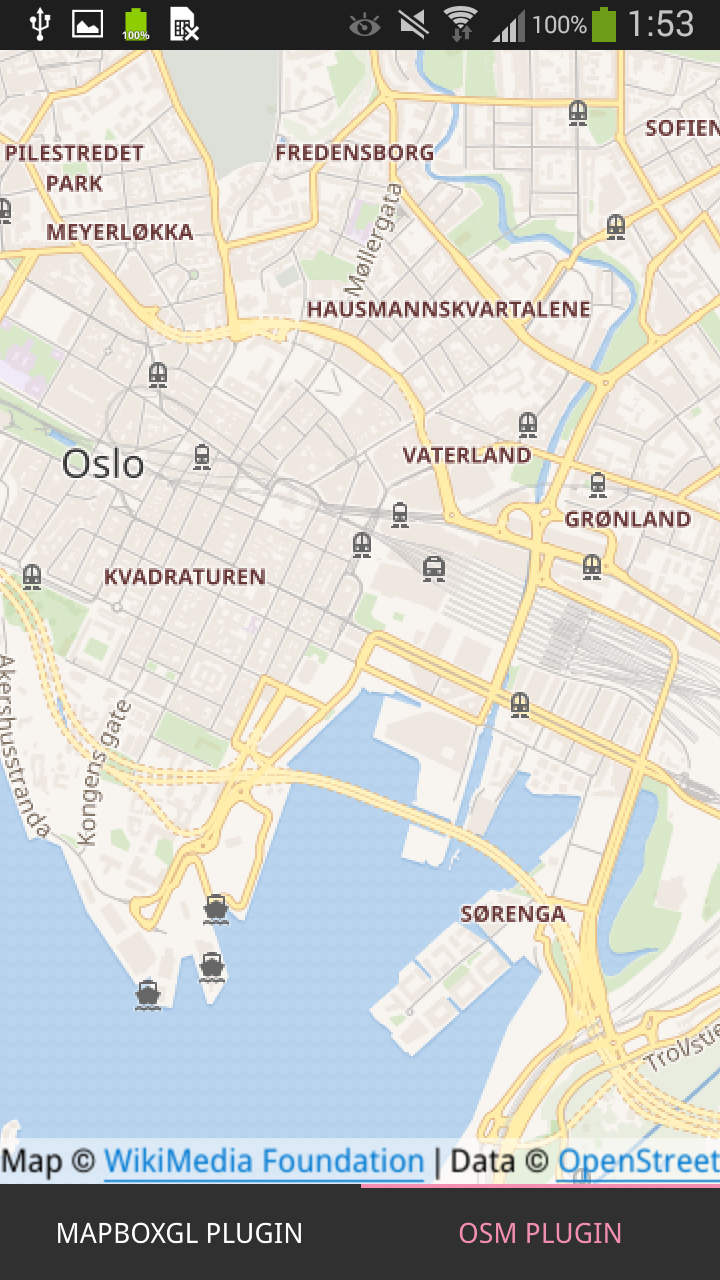 100%
100% 1:53
SOFIEN
PILESTREDET
PARK
FREDENSBORG
MEYERLØKKA
Møllergata
HAUSMANNSKVARTALENE
Oslo
VATERLAND
GRØNLAND
KVADRATUREN
Akershusstranda
Kongens gate
SØRENGA
Map © WikiMedia Foundation | Data © OpenStreet
MAPBOXGL PLUGIN
OSM PLUGIN